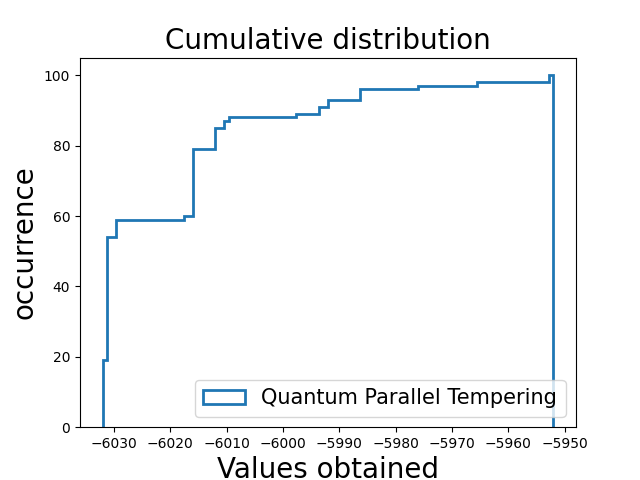 Cumulative distribution
100
80
60
40
20
0
occurrence
Quantum Parallel Tempering
−6030 −6020 −6010 −6000 −5990 −5980 −5970 −5960 −5950
Values obtained